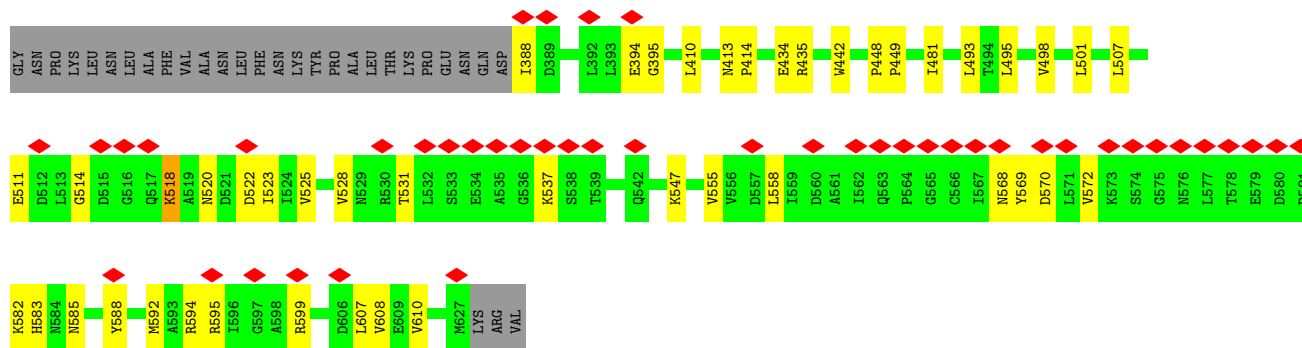 GLY ASN PRO LYS LEU ASN LEU ALA PHE VAL ALA ASN LEU PHE ASN LYS TYR PRO ALA LEU THR LYS PRO GLU ASN GLN ASP I388 D389 L392 L393 E394 G395 L410 N413 P414 E434 R435 W442 P448 P449 I481 L493 T494 L495 V498 L501 L507
E511 D512 L513 G514 D515 G516 Q517 K518 A519 N520 D521 D522 I523 I524 V525 V528 N529 R530 T531 L532 S533 E534 A535 G536 K537 S538 T539 Q542 K547 V555 V556 D557 L558 I559 D560 A561 I562 Q563 P564 G565 C566 I567 N568 Y569 D570 L571 V572 K573 S574 G575 N576 L577 T578 E579 D580
K582 H583 N584 N585 Y588 M592 A593 R594 R595 I596 G597 A598 R599 D606 L607 V608 E609 V610 M627 LYS ARG VAL